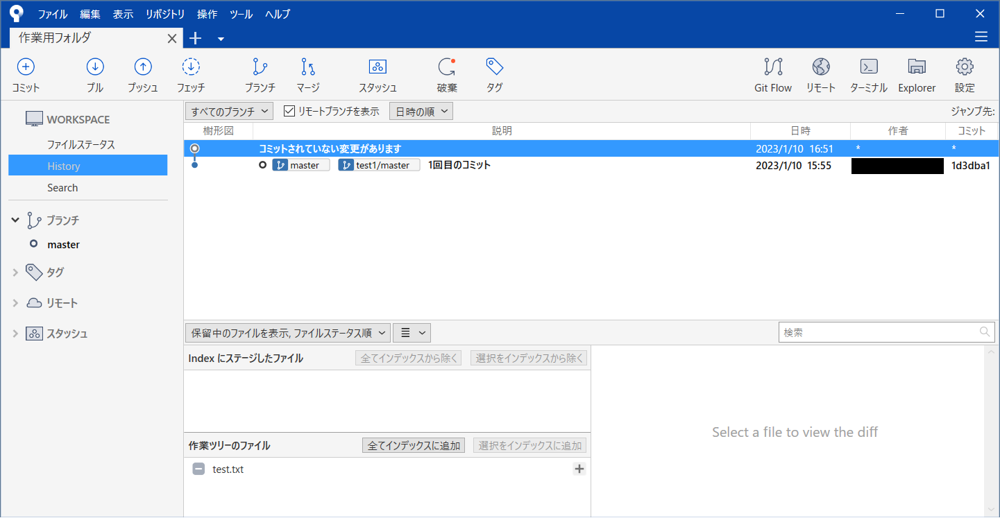 ファイル 編集 表示 リポジトリ 操作 ツール ヘルプ
作業用フォルダ
コミット プル プッシュ フェッチ ブランチ マージ スタッシュ 破棄 タグ Git Flow リモート ターミナル Explorer 設定
WORKSPACE
ファイルステータス
History
Search
ブランチ
master
タグ
リモート
スタッシュ
すべてのブランチ リモートブランチを表示 日時の順 ジャンプ先:
樹形図 説明 日時 作者 コミット
コミットされていない変更があります 2023/1/10 16:51 * *
master test1/master 1回目のコミット 2023/1/10 15:55 1d3dba1
保留中のファイルを表示, ファイルステータス順 検索
Index にステージしたファイル 全てインデックスから除く 選択をインデックスから除く
作業ツリーのファイル 全てインデックスに追加 選択をインデックスに追加
test.txt
Select a file to view the diff